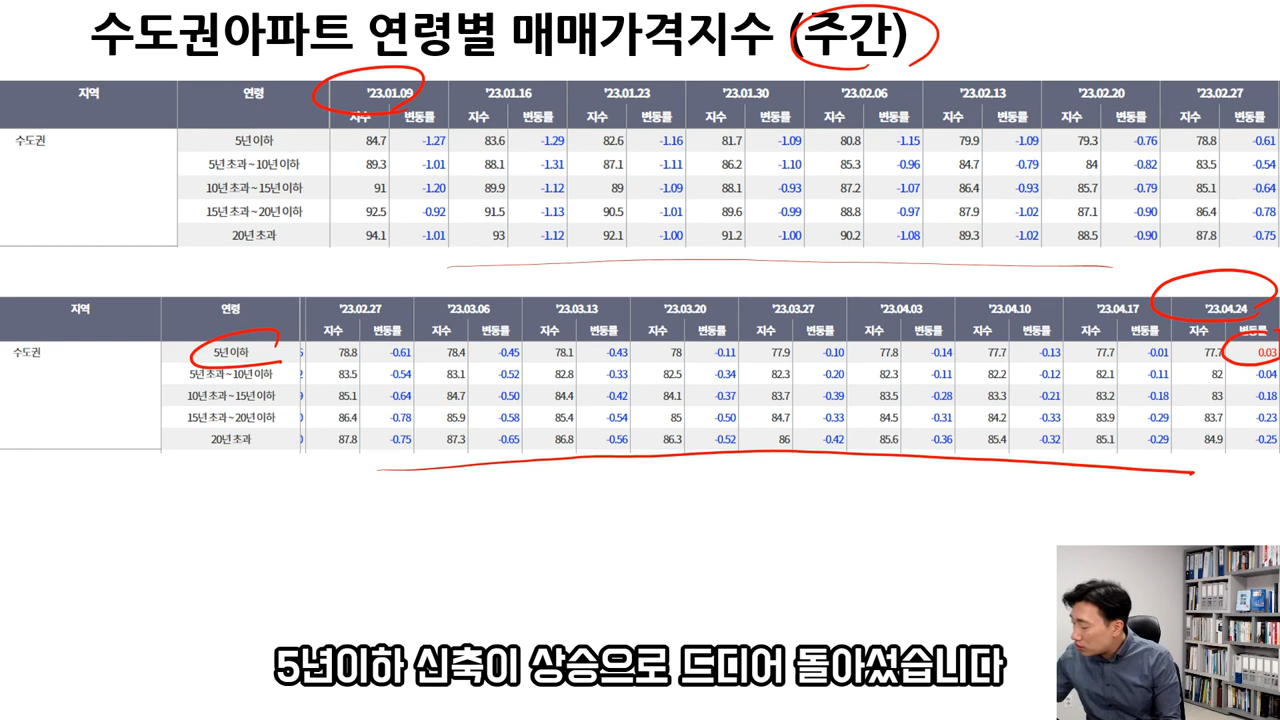 수도권아파트 연령별 매매가격지수 (주간)
지역 연령 '23.01.09 '23.01.16 '23.01.23 '23.01.30 '23.02.06 '23.02.13 '23.02.20 '23.02.27
지수 변동률 지수 변동률 지수 변동률 지수 변동률 지수 변동률 지수 변동률 지수 변동률 지수 변동률
수도권 5년 이하 84.7 -1.27 83.6 -1.29 82.6 -1.16 81.7 -1.09 80.8 -1.15 79.9 -1.09 79.3 -0.76 78.8 -0.61
5년 초과 ~ 10년 이하 89.3 -1.01 88.1 -1.31 87.1 -1.11 86.2 -1.10 85.3 -0.96 84.7 -0.79 84 -0.82 83.5 -0.54
10년 초과 ~ 15년 이하 91 -1.20 89.9 -1.12 89 -1.09 88.1 -0.93 87.2 -1.07 86.4 -0.93 85.7 -0.79 85.1 -0.64
15년 초과 ~ 20년 이하 92.5 -0.92 91.5 -1.13 90.5 -1.01 89.6 -0.99 88.8 -0.97 87.9 -1.02 87.1 -0.90 86.4 -0.78
20년 초과 94.1 -1.01 93 -1.12 92.1 -1.00 91.2 -1.00 90.2 -1.08 89.3 -1.02 88.5 -0.90 87.8 -0.75
지역 연령 '23.02.27 '23.03.06 '23.03.13 '23.03.20 '23.03.27 '23.04.03 '23.04.10 '23.04.17 '23.04.24
지수 변동률 지수 변동률 지수 변동률 지수 변동률 지수 변동률 지수 변동률 지수 변동률 지수 변동률 지수 변동률
수도권 5년 이하 78.8 -0.61 78.4 -0.45 78.1 -0.43 78 -0.11 77.9 -0.10 77.8 -0.14 77.7 -0.13 77.7 -0.01 77.7 0.03
5년 초과 ~ 10년 이하 83.5 -0.54 83.1 -0.52 82.8 -0.33 82.5 -0.34 82.3 -0.20 82.3 -0.11 82.2 -0.12 82.1 -0.11 82 -0.04
10년 초과 ~ 15년 이하 85.1 -0.64 84.7 -0.50 84.4 -0.42 84.1 -0.37 83.7 -0.39 83.5 -0.28 83.3 -0.21 83.2 -0.18 83 -0.18
15년 초과 ~ 20년 이하 86.4 -0.78 85.9 -0.58 85.4 -0.54 85 -0.50 84.7 -0.33 84.5 -0.31 84.2 -0.33 83.9 -0.29 83.7 -0.23
20년 초과 87.8 -0.75 87.3 -0.65 86.8 -0.56 86.3 -0.52 86 -0.42 85.6 -0.36 85.4 -0.32 85.1 -0.29 84.9 -0.25
5년이하 신축이 상승으로 드디어 돌아섰습니다